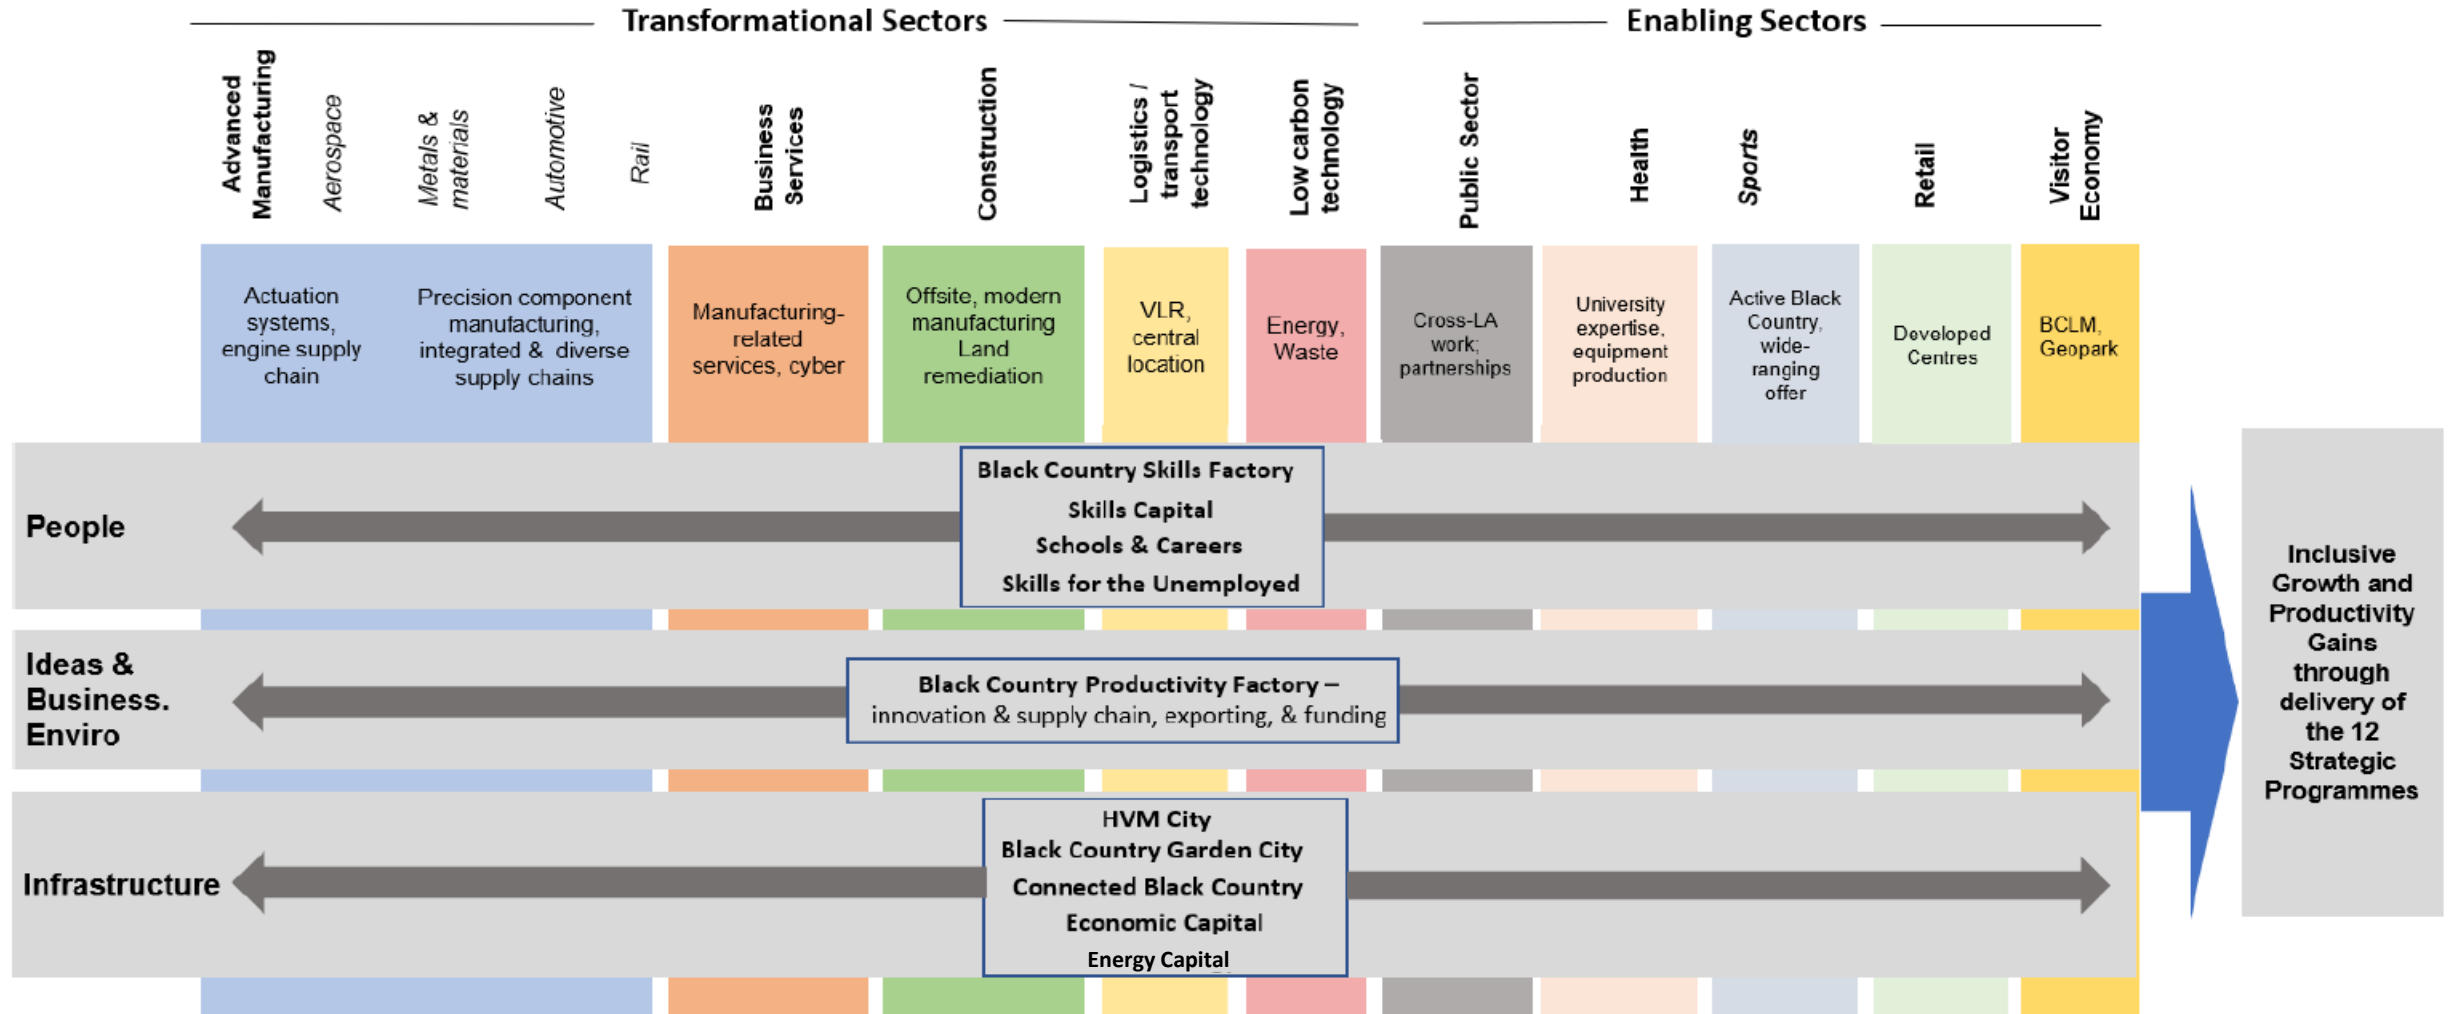 Transformational Sectors
Enabling Sectors
Advanced
Manufacturing
Aerospace
Metals &
materials
Automotive
Rail
Business
Services
Construction
Logistics /
transport
technology
Low carbon
technology
Public Sector
Health
Sports
Retail
Visitor
Economy
Actuation
systems,
engine supply
chain
Precision component
manufacturing,
integrated & diverse
supply chains
Manufacturing-
related
services, cyber
Offsite, modern
manufacturing
Land
remediation
VLR,
central
location
Energy,
Waste
Cross-LA
work;
partnerships
University
expertise,
equipment
production
Active Black
Country,
wide-
ranging
offer
Developed
Centres
BCLM,
Geopark
People
Black Country Skills Factory
Skills Capital
Schools & Careers
Skills for the Unemployed
Ideas &
Business.
Enviro
Black Country Productivity Factory –
innovation & supply chain, exporting, & funding
Infrastructure
HVM City
Black Country Garden City
Connected Black Country
Economic Capital
Energy Capital
Inclusive
Growth and
Productivity
Gains
through
delivery of
the 12
Strategic
Programmes